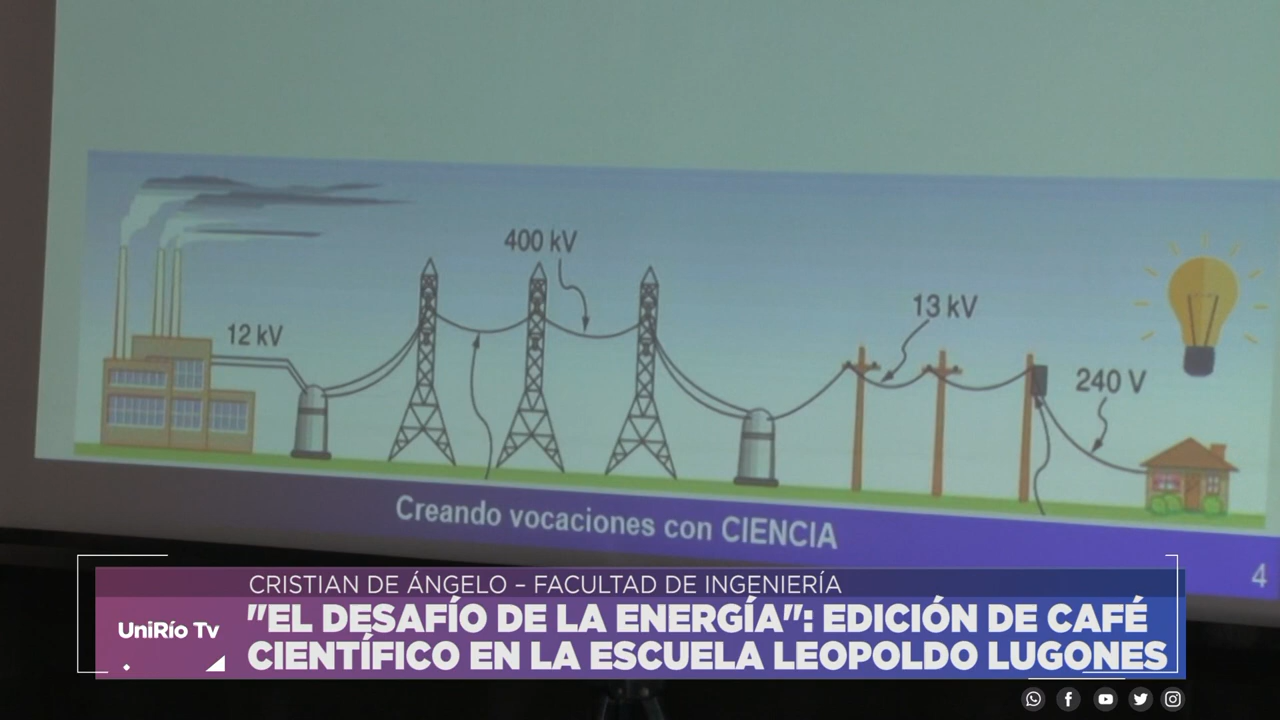 400 kV
13 kV
12 kV
240 V
Creando vocaciones con CIENCIA
4
CRISTIAN DE ÁNGELO – FACULTAD DE INGENIERÍA
UniRío Tv
"EL DESAFÍO DE LA ENERGÍA": EDICIÓN DE CAFÉ
CIENTÍFICO EN LA ESCUELA LEOPOLDO LUGONES